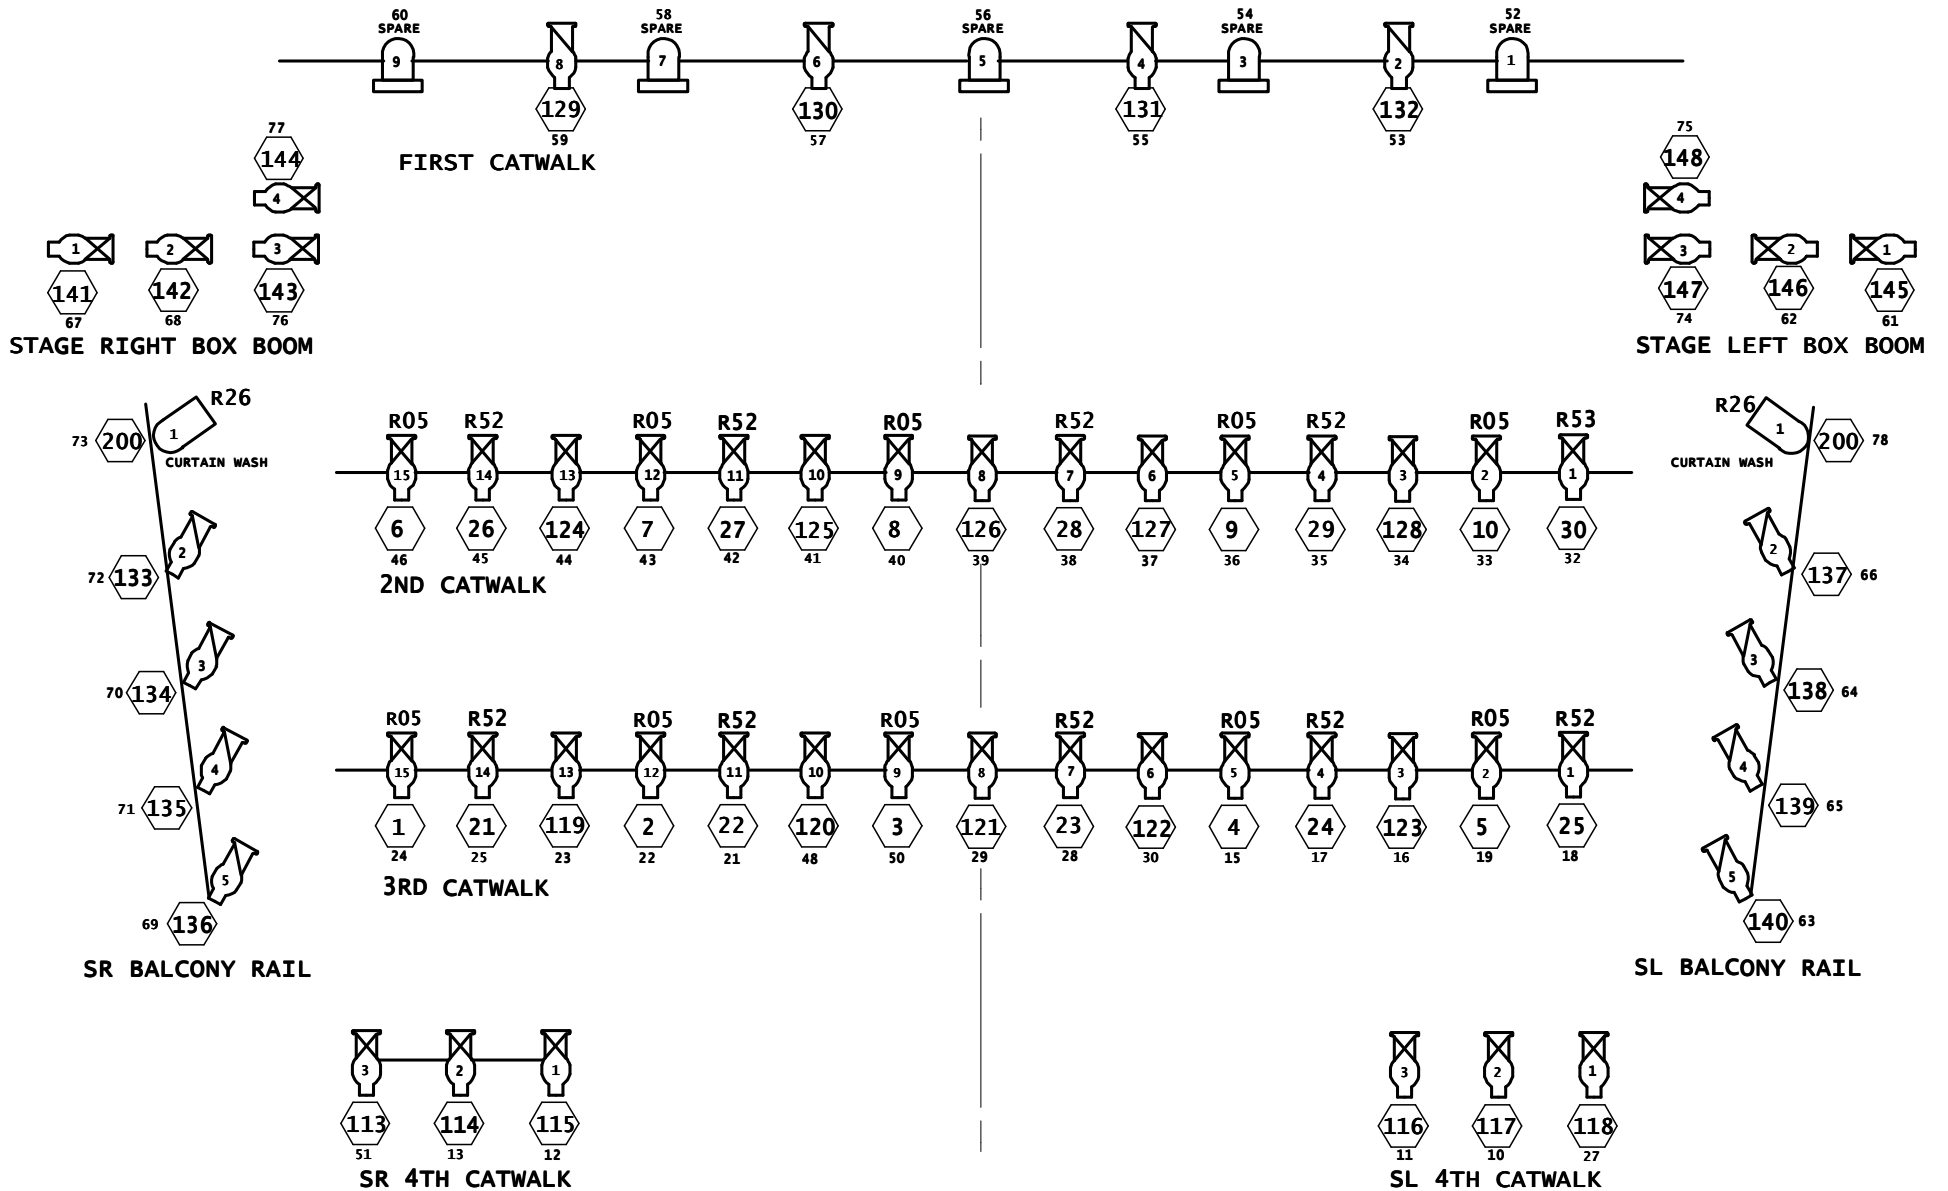 60 58 56 54 52
SPARE SPARE SPARE SPARE SPARE
9 8 7 6 5 4 3 2 1
129 130 131 132
59 57 55 53
FIRST CATWALK
77 75
144 148
4 4
1 2 3 3 2 1
141 142 143 147 146 145
67 68 76 74 62 61
STAGE RIGHT BOX BOOM STAGE LEFT BOX BOOM
R26 R26
73 200 1 1 200 78
CURTAIN WASH CURTAIN WASH
R05 R52 R05 R52 R05 R52 R05 R52 R05 R53
15 14 13 12 11 10 9 8 7 6 5 4 3 2 1
6 26 124 7 27 125 8 126 28 127 9 29 128 10 30
46 45 44 43 42 41 40 39 38 37 36 35 34 33 32
2ND CATWALK
2 2
72 133 137 66
3 3
70 134 138 64
R05 R52 R05 R52 R05 R52 R05 R52 R05 R52
15 14 13 12 11 10 9 8 7 6 5 4 3 2 1
4 4
71 135 139 65
1 21 119 2 22 120 3 121 23 122 4 24 123 5 25
24 25 23 22 21 48 50 29 28 30 15 17 16 19 18
3RD CATWALK
5 5
69 136 140 63
SR BALCONY RAIL SL BALCONY RAIL
3 2 1 3 2 1
113 114 115 116 117 118
51 13 12 11 10 27
SR 4TH CATWALK SL 4TH CATWALK